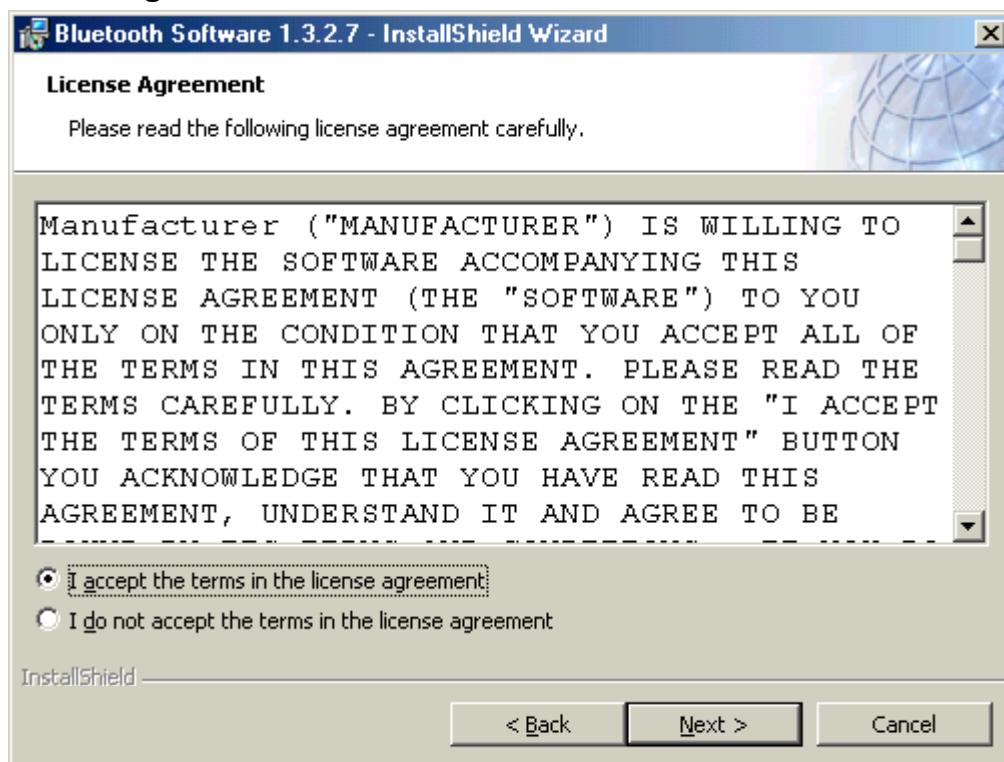 Bluetooth Software 1.3.2.7 - InstallShield Wizard
License Agreement
Please read the following license agreement carefully.
Manufacturer ("MANUFACTURER") IS WILLING TO
LICENSE THE SOFTWARE ACCOMPANYING THIS
LICENSE AGREEMENT (THE "SOFTWARE") TO YOU
ONLY ON THE CONDITION THAT YOU ACCEPT ALL OF
THE TERMS IN THIS AGREEMENT. PLEASE READ THE
TERMS CAREFULLY. BY CLICKING ON THE "I ACCEPT
THE TERMS OF THIS LICENSE AGREEMENT" BUTTON
YOU ACKNOWLEDGE THAT YOU HAVE READ THIS
AGREEMENT, UNDERSTAND IT AND AGREE TO BE
I accept the terms in the license agreement
I do not accept the terms in the license agreement
InstallShield
< Back Next > Cancel